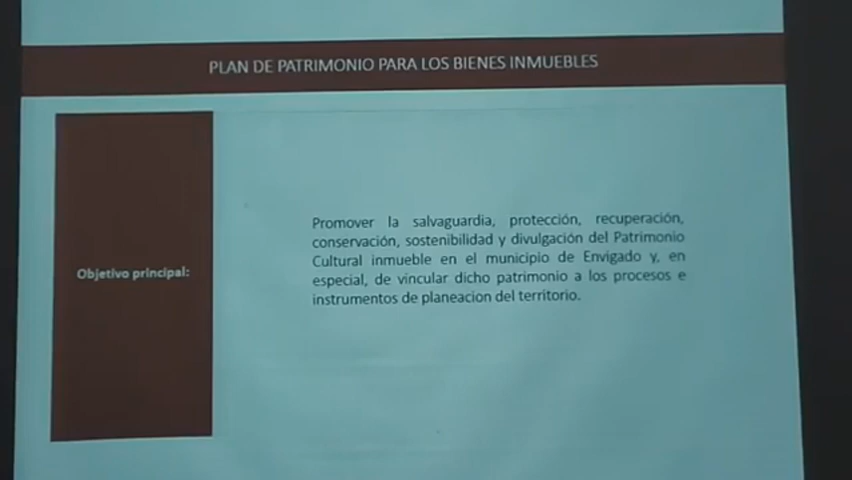 PLAN DE PATRIMONIO PARA LOS BIENES INMUEBLES
Objetivo principal:
Promover la salvaguardia, protección, recuperación,
conservación, sostenibilidad y divulgación del Patrimonio
Cultural inmueble en el municipio de Envigado y, en
especial, de vincular dicho patrimonio a los procesos e
instrumentos de planeacion del territorio.